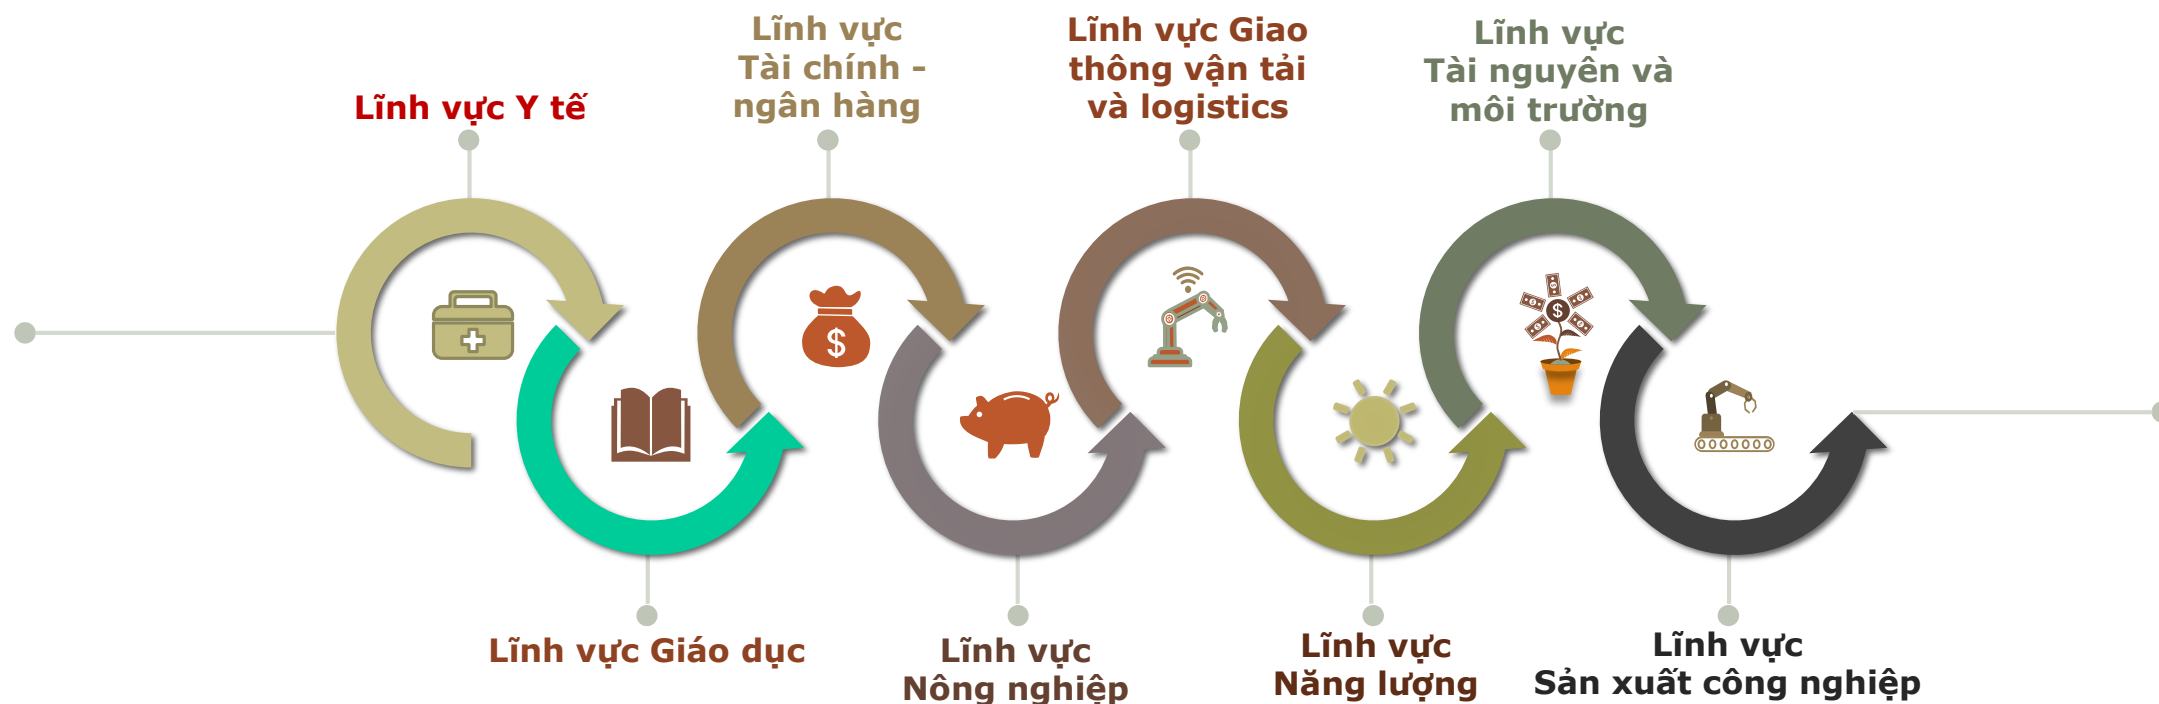 Lĩnh vực Y tế
Lĩnh vực
Tài chính -
ngân hàng
Lĩnh vực Giao
thông vận tải
và logistics
Lĩnh vực
Tài nguyên và
môi trường
$
Lĩnh vực Giáo dục
Lĩnh vực
Nông nghiệp
Lĩnh vực
Năng lượng
Lĩnh vực
Sản xuất công nghiệp